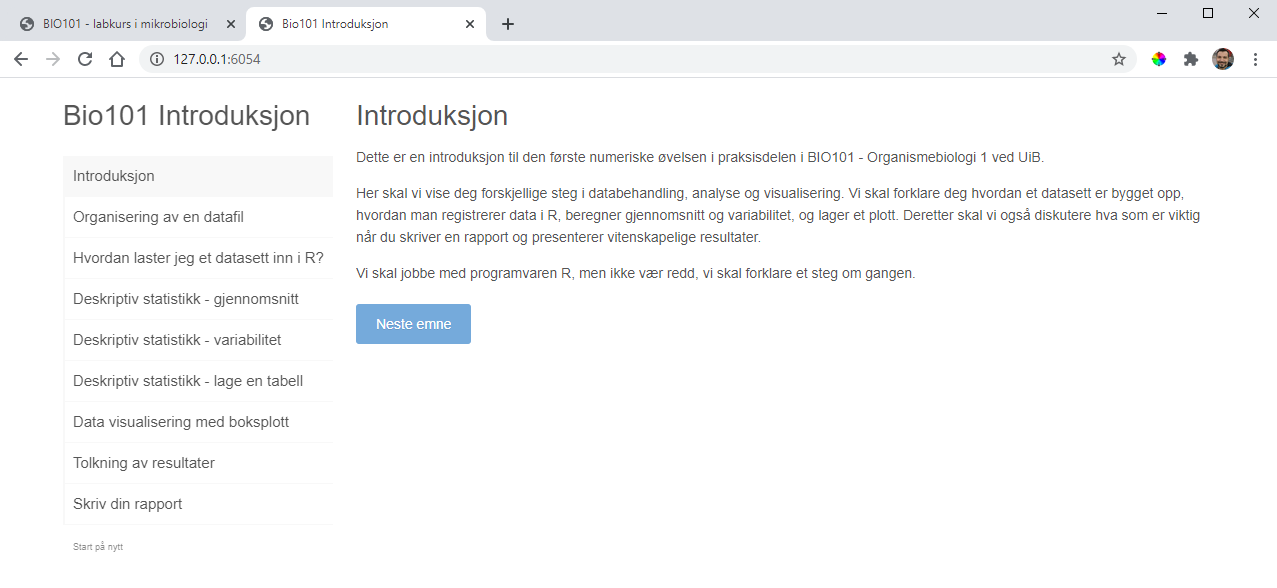 BIO101 - labkurs i mikrobiologi
Bio101 Introduksjon
127.0.0.1:6054
Bio101 Introduksjon
Introduksjon
Organisering av en datafil
Hvordan laster jeg et datasett inn i R?
Deskriptiv statistikk - gjennomsnitt
Deskriptiv statistikk - variabilitet
Deskriptiv statistikk - lage en tabell
Data visualisering med boksplott
Tolkning av resultater
Skriv din rapport
Start på nytt
Introduksjon
Dette er en introduksjon til den første numeriske øvelsen i praksisdelen i BIO101 - Organismebiologi 1 ved UiB.
Her skal vi vise deg forskjellige steg i databehandling, analyse og visualisering. Vi skal forklare deg hvordan et datasett er bygget opp,
hvordan man registrerer data i R, beregner gjennomsnitt og variabilitet, og lager et plott. Deretter skal vi også diskutere hva som er viktig
når du skriver en rapport og presenterer vitenskapelige resultater.
Vi skal jobbe med programvaren R, men ikke vær redd, vi skal forklare et steg om gangen.
Neste emne